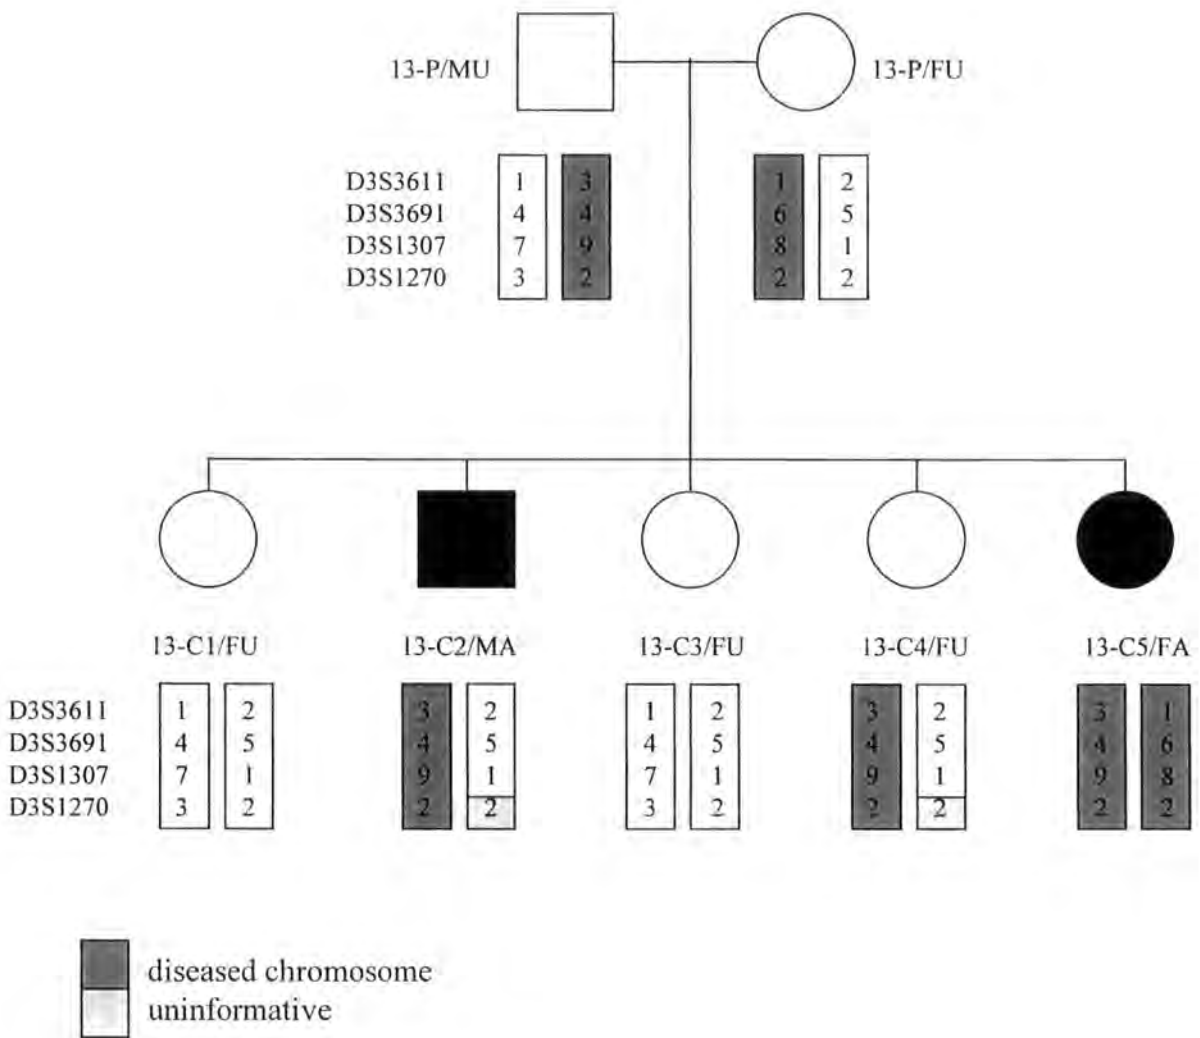 13-P/MU 13-P/FU
D3S3611 1 3 1 2
D3S3691 4 4 6 5
D3S1307 7 9 8 1
D3S1270 3 2 2 2
13-C1/FU 13-C2/MA 13-C3/FU 13-C4/FU 13-C5/FA
D3S3611 1 2 3 2 1 2 3 2 3 1
D3S3691 4 5 4 5 4 5 4 5 4 6
D3S1307 7 1 9 1 7 1 9 1 9 8
D3S1270 3 2 2 2 3 2 2 2 2 2
diseased chromosome
uninformative